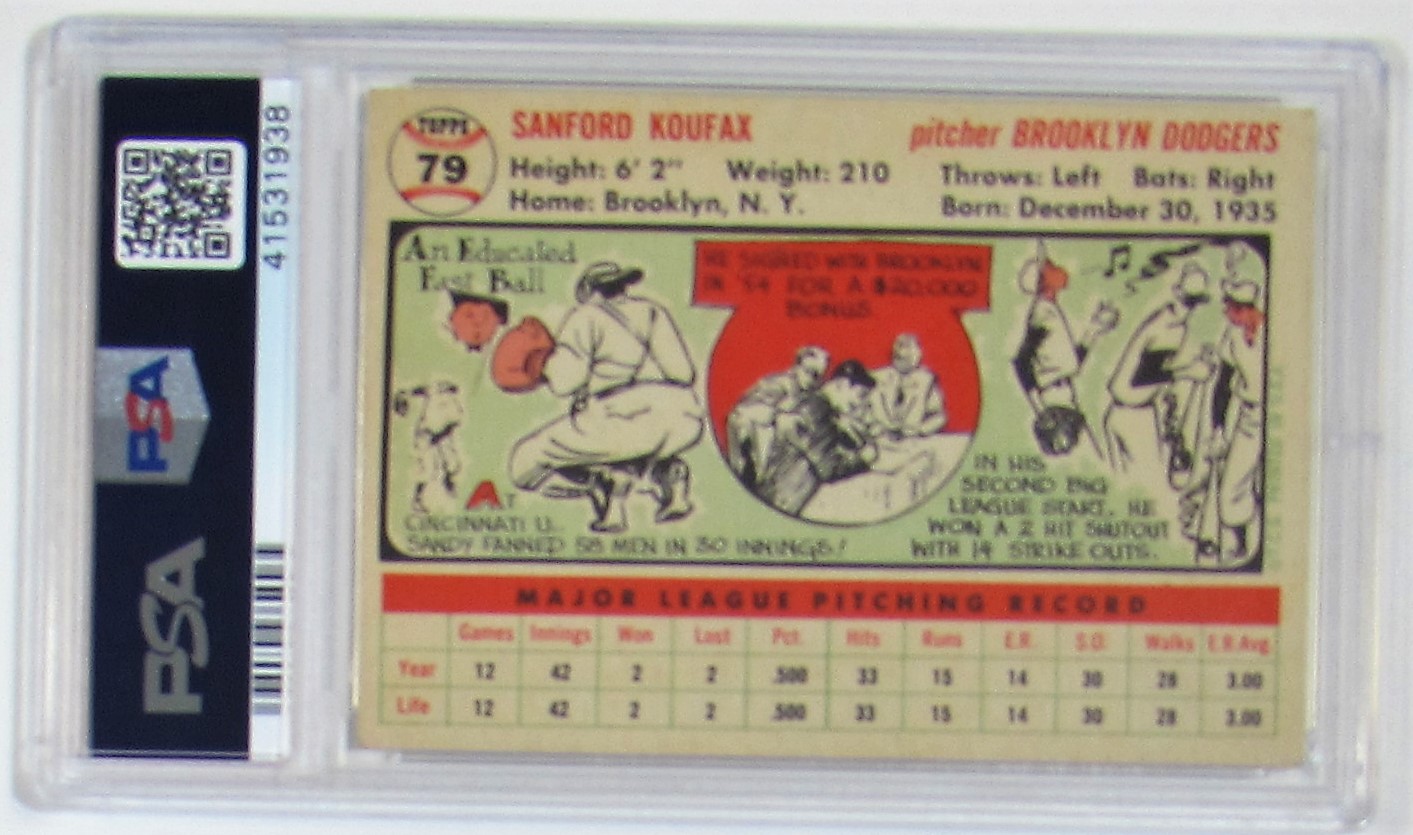 41531938
PSA
PSA
TOPPS
79
SANFORD KOUFAX
pitcher BROOKLYN DODGERS
Height: 6' 2" Weight: 210
Throws: Left Bats: Right
Home: Brooklyn, N. Y.
Born: December 30, 1935
An Educated
Fast Ball
AT
CINCINNATI U..
SANDY FANNED 58 MEN IN 30 INNINGS!
HE SIGNED WITH BROOKLYN
IN '54 FOR A $20,000
BONUS
IN HIS
SECOND BIG
LEAGUE START, HE
WON A 2 HIT SHUTOUT
WITH 14 STRIKE OUTS.
MAJOR LEAGUE PITCHING RECORD
Games Innings Won Lost Pct. Hits Runs E.R. S.O. Walks E.R.Avg.
Year 12 42 2 2 .500 33 15 14 30 28 3.00
Life 12 42 2 2 .500 33 15 14 30 28 3.00